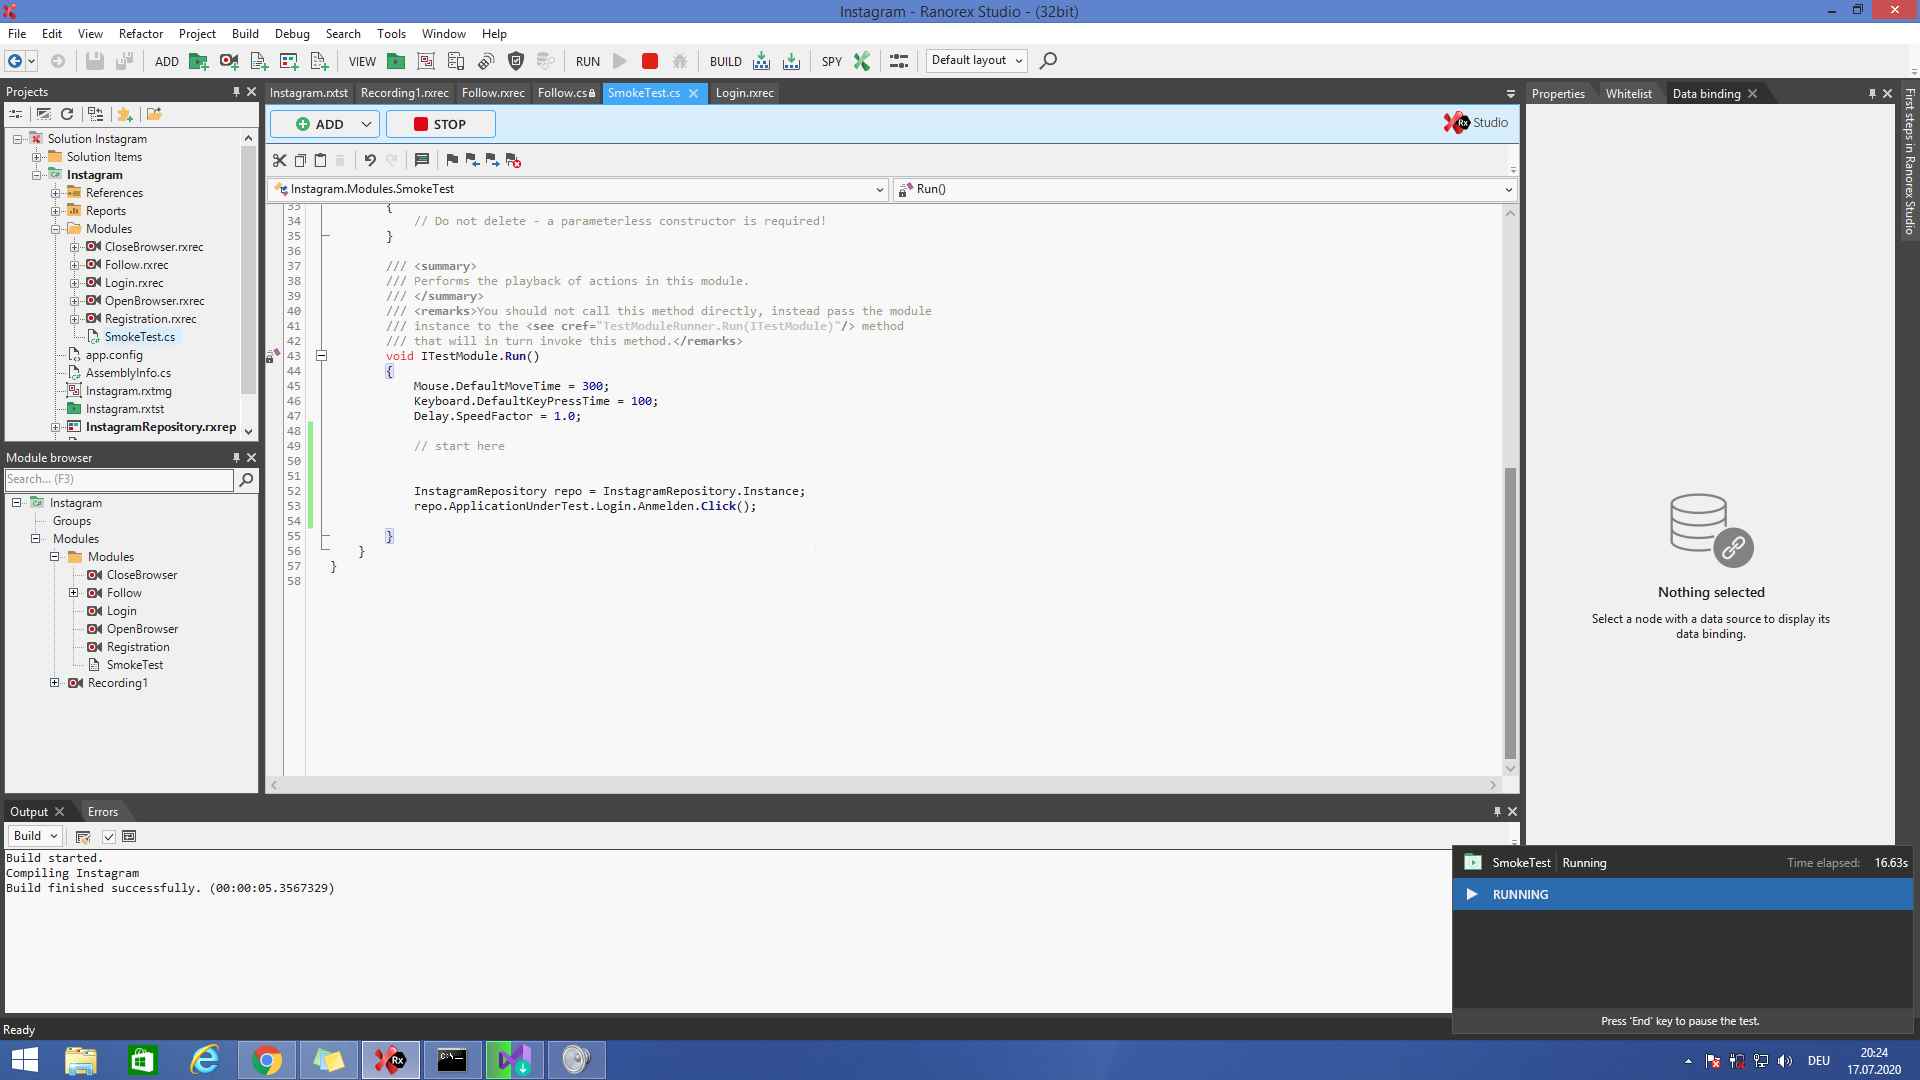 Instagram - Ranorex Studio - (32bit)
File Edit View Refactor Project Build Debug Search Tools Window Help
ADD VIEW RUN BUILD SPY Default layout
Projects
Solution Instagram
Solution Items
Instagram
References
Reports
Modules
CloseBrowser.rxrec
Follow.rxrec
Login.rxrec
OpenBrowser.rxrec
Registration.rxrec
SmokeTest.cs
app.config
AssemblyInfo.cs
Instagram.rxtmg
Instagram.rxtst
InstagramRepository.rxrep
Module browser
Search... (F3)
Instagram
Groups
Modules
Modules
CloseBrowser
Follow
Login
OpenBrowser
Registration
SmokeTest
Recording1
Instagram.rxtst Recording1.rxrec Follow.rxrec Follow.cs SmokeTest.cs Login.rxrec
ADD STOP
Rx Studio
Instagram.Modules.SmokeTest Run()
33 {
34 // Do not delete - a parameterless constructor is required!
35 }
36
37 /// <summary>
38 /// Performs the playback of actions in this module.
39 /// </summary>
40 /// <remarks>You should not call this method directly, instead pass the module
41 /// instance to the <see cref="TestModuleRunner.Run(ITestModule)"/> method
42 /// that will in turn invoke this method.</remarks>
43 void ITestModule.Run()
44 {
45 Mouse.DefaultMoveTime = 300;
46 Keyboard.DefaultKeyPressTime = 100;
47 Delay.SpeedFactor = 1.0;
48
49 // start here
50
51
52 InstagramRepository repo = InstagramRepository.Instance;
53 repo.ApplicationUnderTest.Login.Anmelden.Click();
54
55 }
56 }
57 }
58
Properties Whitelist Data binding
Nothing selected
Select a node with a data source to display its
data binding.
First steps in Ranorex Studio
Output Errors
Build
Build started.
Compiling Instagram
Build finished successfully. (00:00:05.3567329)
SmokeTest Running Time elapsed: 16.63s
RUNNING
Press 'End' key to pause the test.
Ready
Rx
C:\
DEU
20:24
17.07.2020